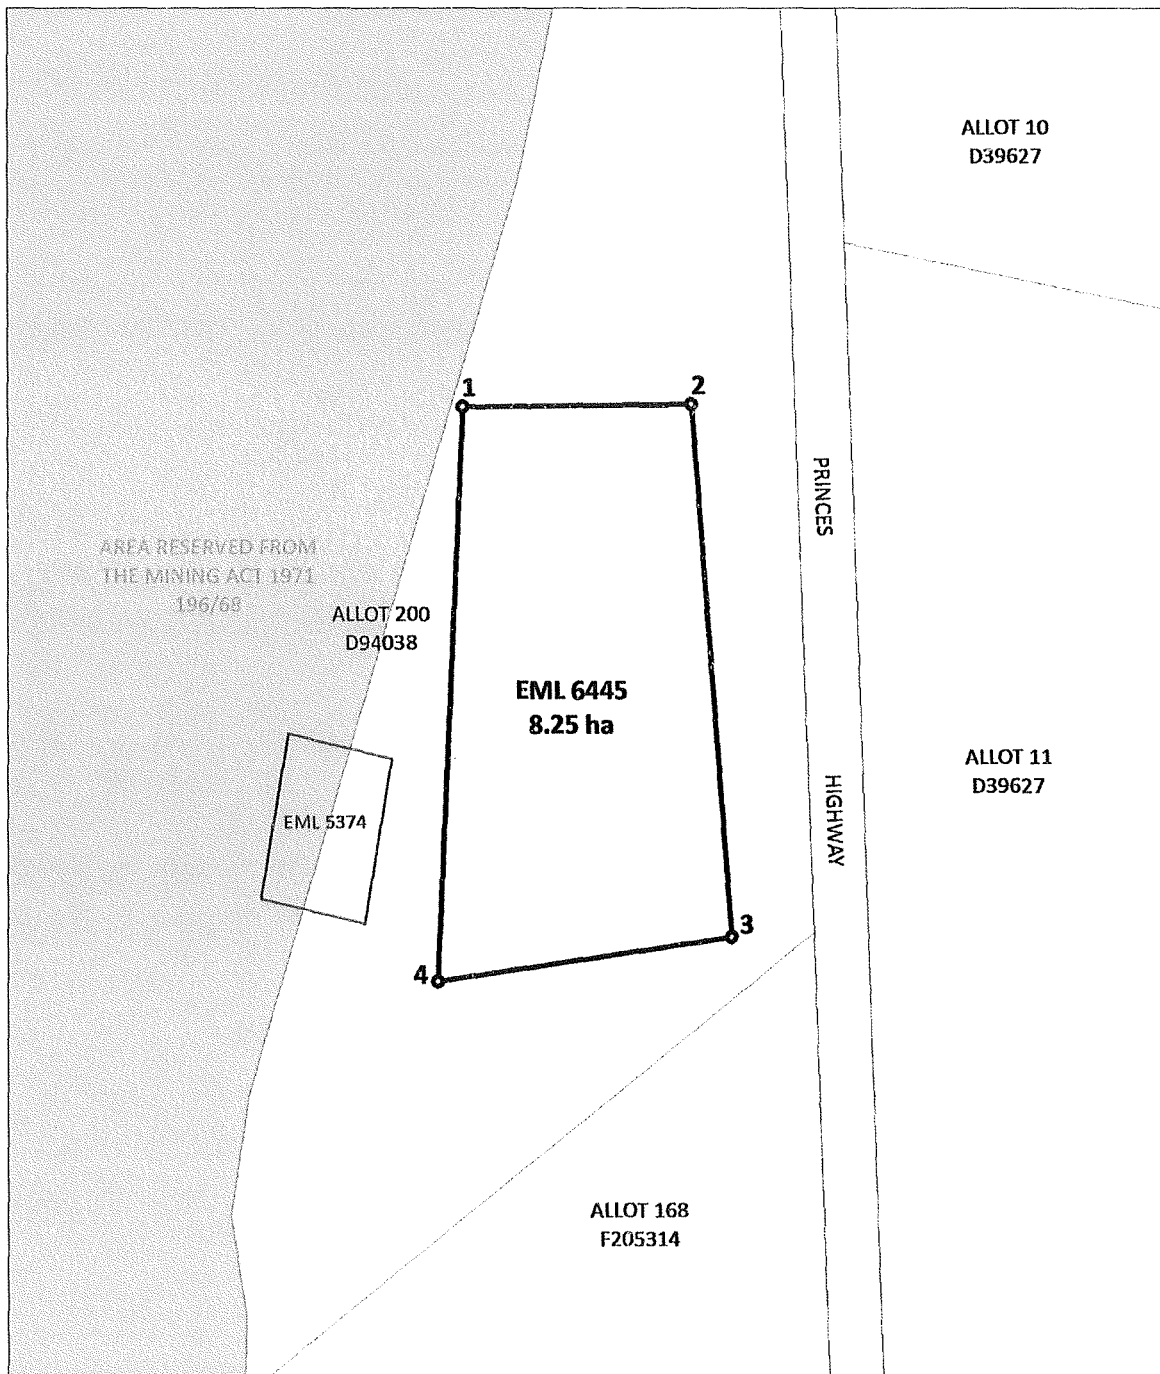 ALLOT 10
D39627
1
2
PRINCES
AREA RESERVED FROM
THE MINING ACT 1971
196/68
ALLOT 200
D94038
EML 6445
8.25 ha
ALLOT 11
D39627
HIGHWAY
EML 5374
3
4
ALLOT 168
F205314